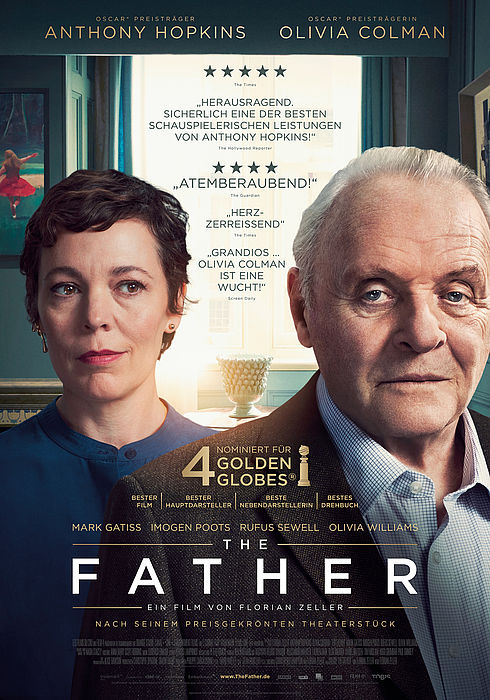 OSCAR® PREISTRÄGER
ANTHONY HOPKINS
OSCAR® PREISTRÄGERIN
OLIVIA COLMAN
★★★★★
The Times
„HERAUSRAGEND.
SICHERLICH EINE DER BESTEN
SCHAUSPIELERISCHEN LEISTUNGEN
VON ANTHONY HOPKINS!“
The Hollywood Reporter
★★★★
„ATEMBERAUBEND!“
The Guardian
„HERZ-
ZERREISSEND“
The Times
„GRANDIOS ...
OLIVIA COLMAN
IST EINE
WUCHT!“
Screen Daily
4 NOMINIERT FÜR
GOLDEN
GLOBES®
BESTER
FILM
BESTER
HAUPTDARSTELLER
BESTE
NEBENDARSTELLERIN
BESTES
DREHBUCH
MARK GATISS IMOGEN POOTS RUFUS SEWELL OLIVIA WILLIAMS
THE
FATHER
EIN FILM VON FLORIAN ZELLER
NACH SEINEM PREISGEKRÖNTEN THEATERSTÜCK
www.TheFather.de